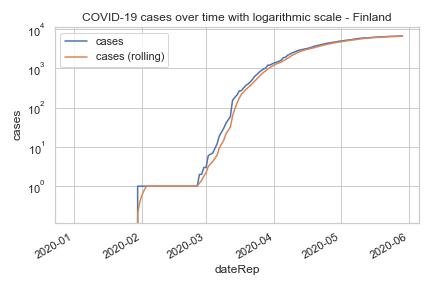 COVID-19 cases over time with logarithmic scale - Finland
cases
cases (rolling)
10⁴
10³
10²
10¹
10⁰
cases
2020-01
2020-02
2020-03
2020-04
2020-05
2020-06
dateRep